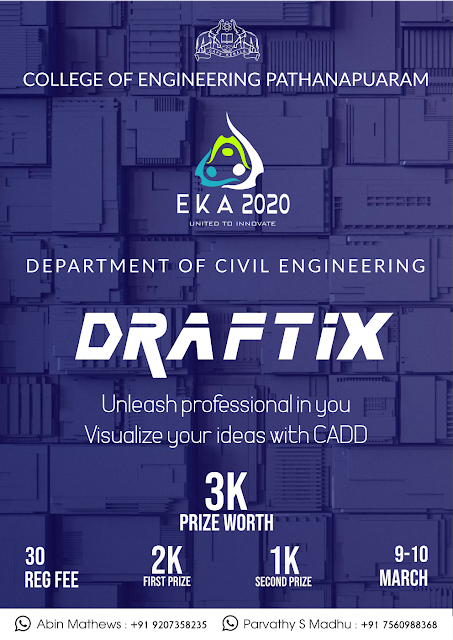 COLLEGE OF ENGINEERING PATHANAPUARAM
EKA 2020
UNITED TO INNOVATE
DEPARTMENT OF CIVIL ENGINEERING
DRAFTiX
Unleash professional in you
Visualize your ideas with CADD
3K
PRIZE WORTH
30
REG FEE
2K
FIRST PRIZE
1K
SECOND PRIZE
9-10
MARCH
Abin Mathews : +91 9207358235
Parvathy S Madhu : +91 7560988368